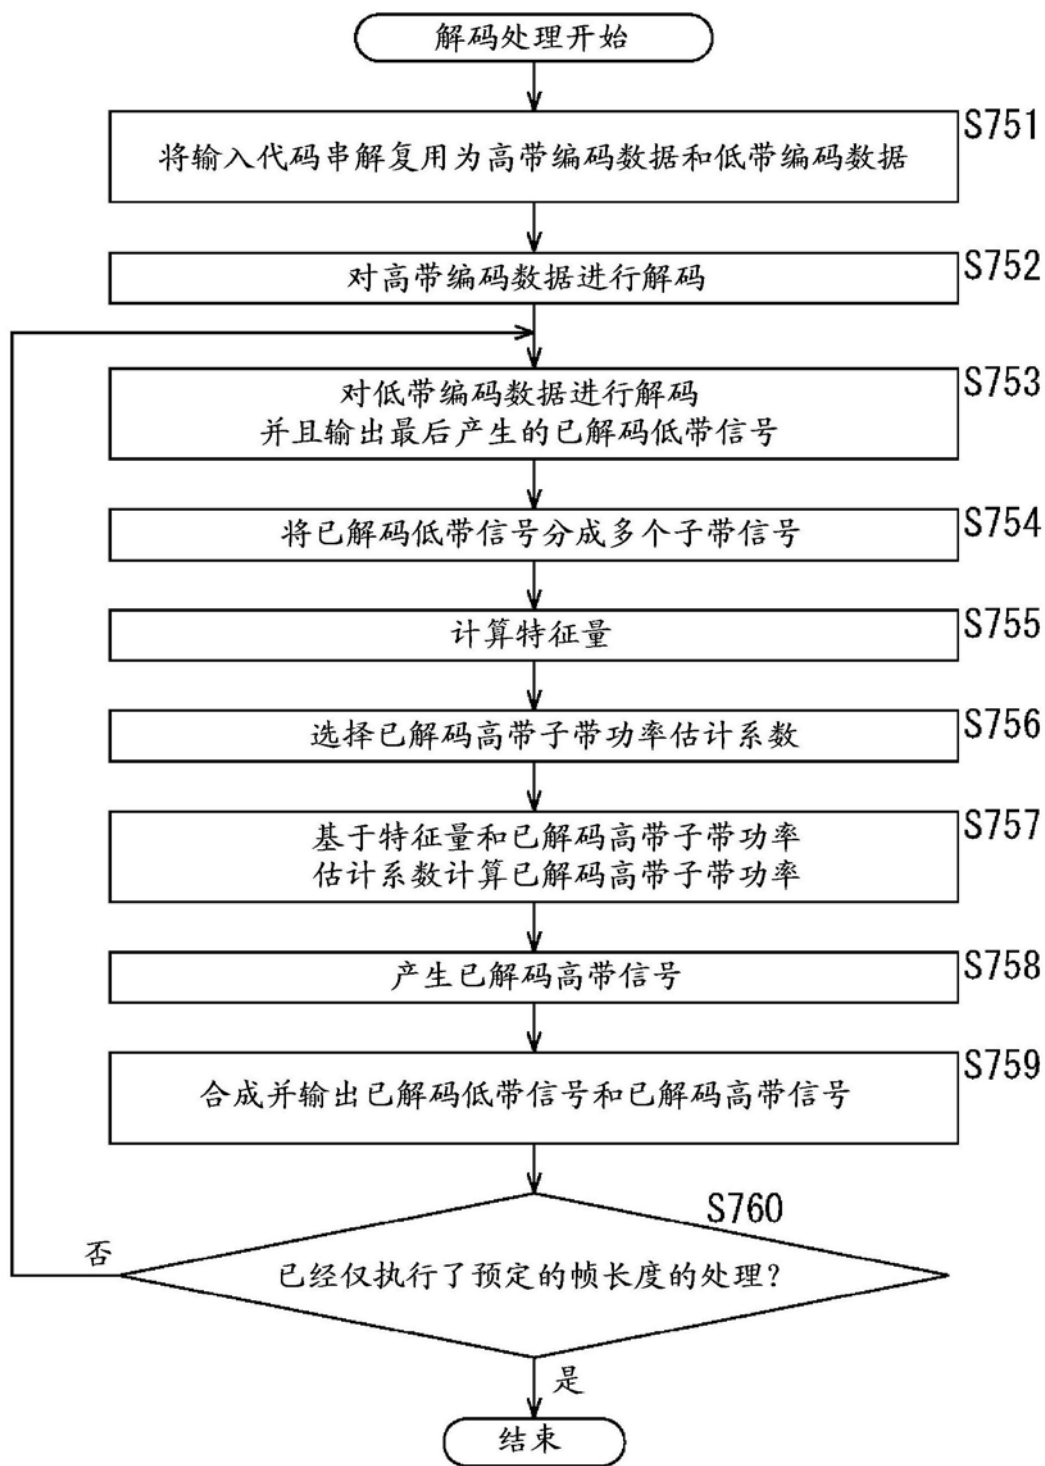 解码处理开始
S751
将输入代码串解复用为高带编码数据和低带编码数据
S752
对高带编码数据进行解码
S753
对低带编码数据进行解码
并且输出最后产生的已解码低带信号
S754
将已解码低带信号分成多个子带信号
S755
计算特征量
S756
选择已解码高带子带功率估计系数
S757
基于特征量和已解码高带子带功率
估计系数计算已解码高带子带功率
S758
产生已解码高带信号
S759
合成并输出已解码低带信号和已解码高带信号
S760
否
已经仅执行了预定的帧长度的处理？
是
结束